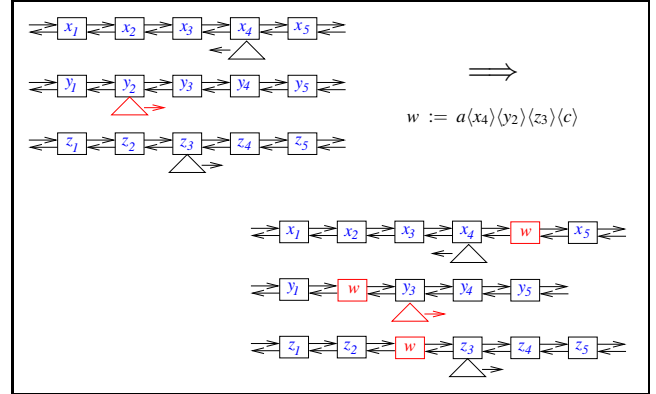 x₁ x₂ x₃ x₄ x₅
y₁ y₂ y₃ y₄ y₅
⟹
w := a⟨x₄⟩⟨y₂⟩⟨z₃⟩⟨c⟩
z₁ z₂ z₃ z₄ z₅
x₁ x₂ x₃ x₄ w x₅
y₁ w y₃ y₄ y₅
z₁ z₂ w z₃ z₄ z₅